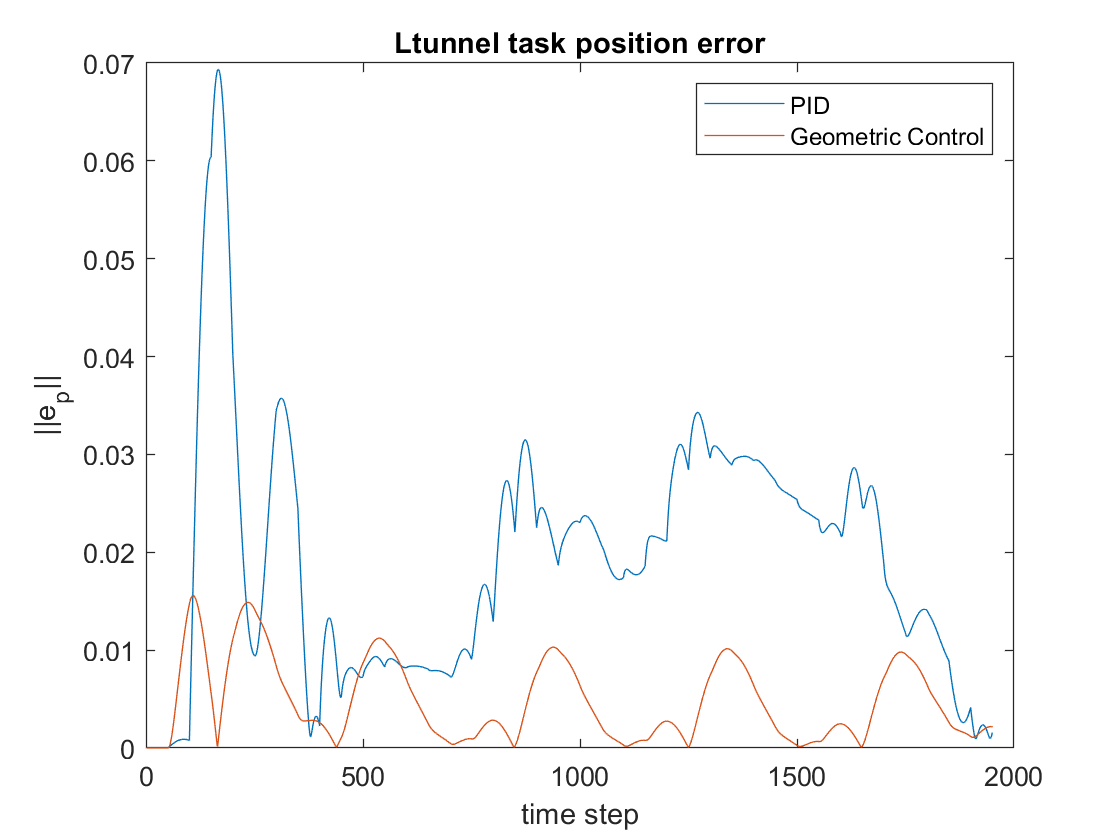 Ltunnel task position error
PID
Geometric Control
0.07
0.06
0.05
0.04
0.03
0.02
0.01
0
||e_p||
0 500 1000 1500 2000
time step